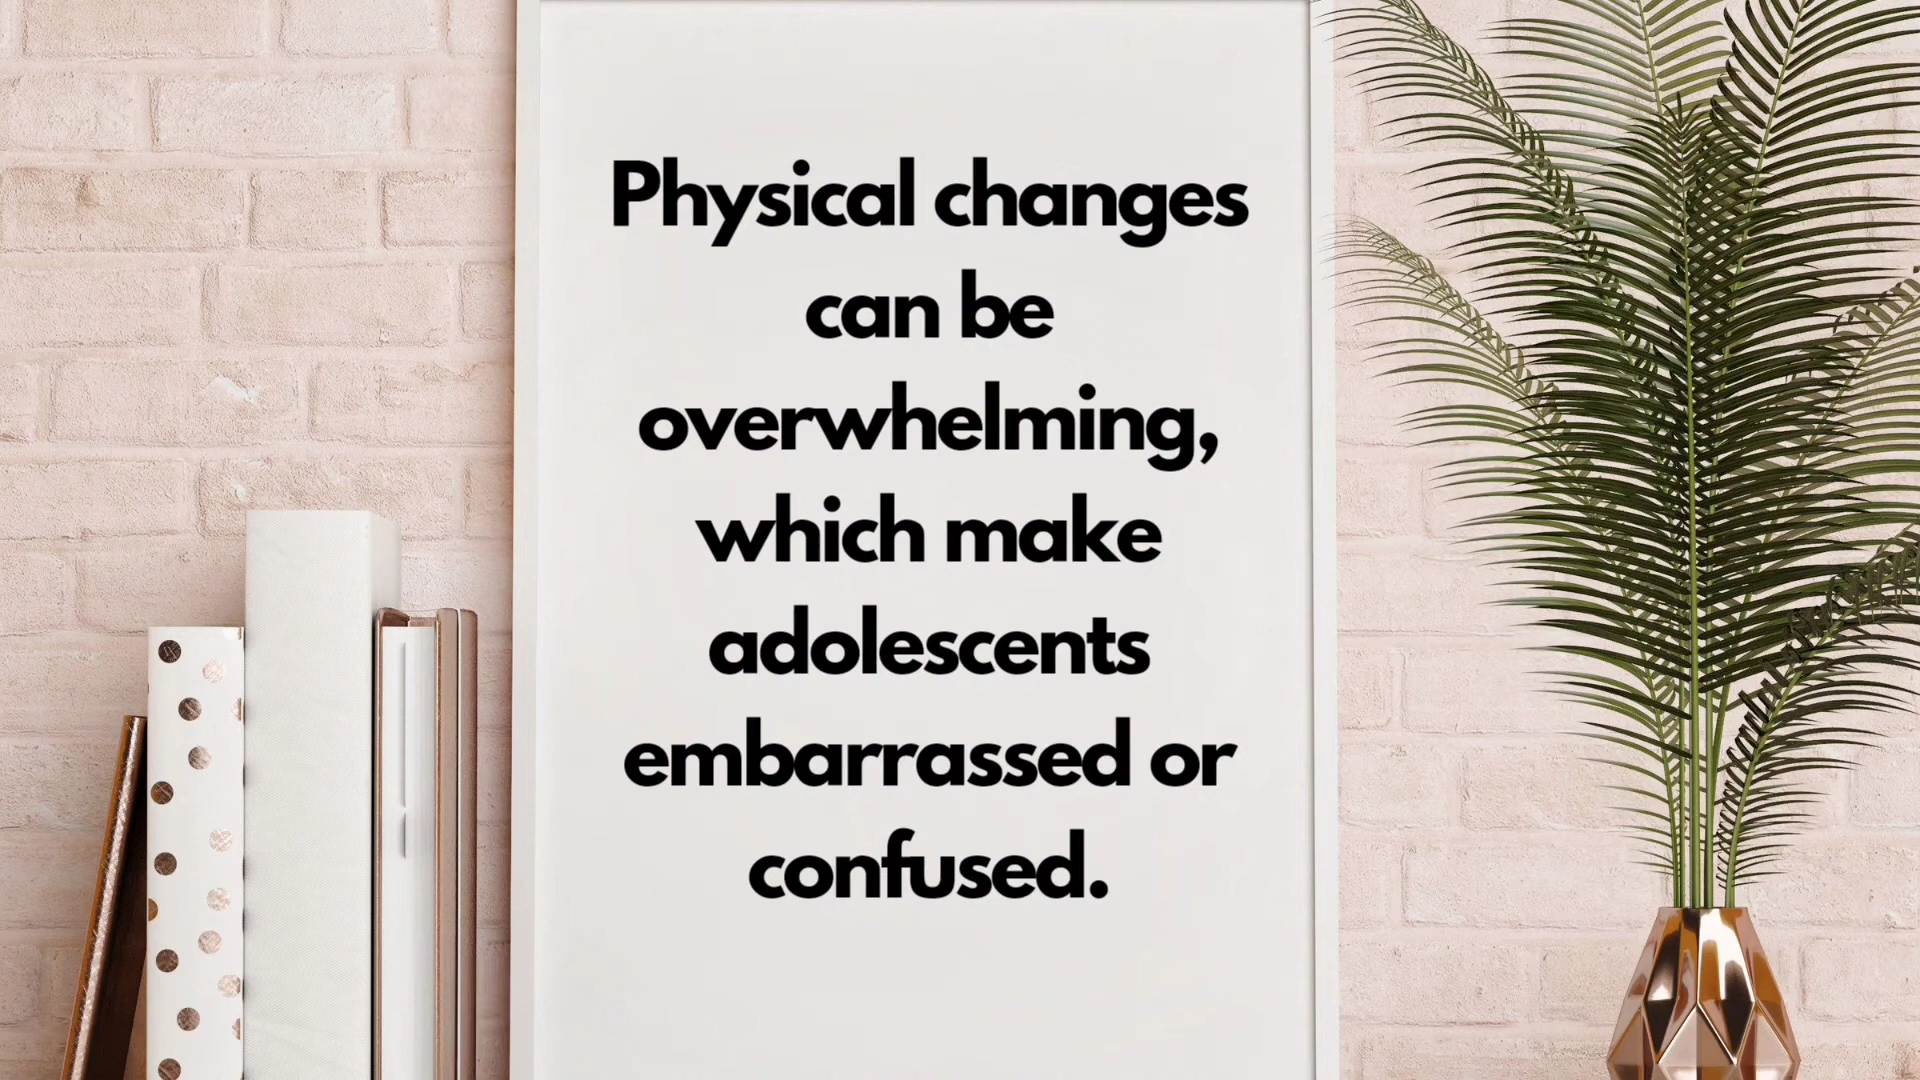 Physical changes
can be
overwhelming,
which make
adolescents
embarrassed or
confused.